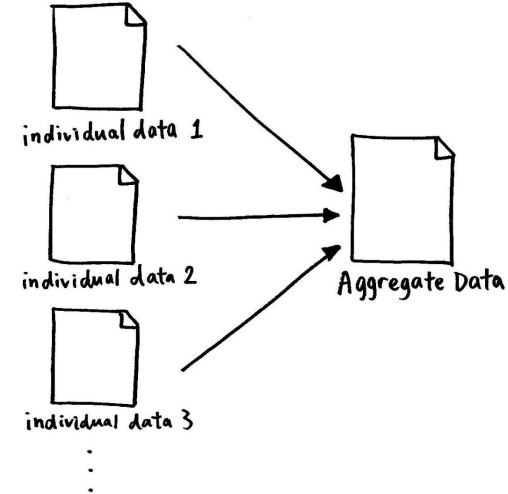 individual data 1
individual data 2
Aggregate Data
individual data 3